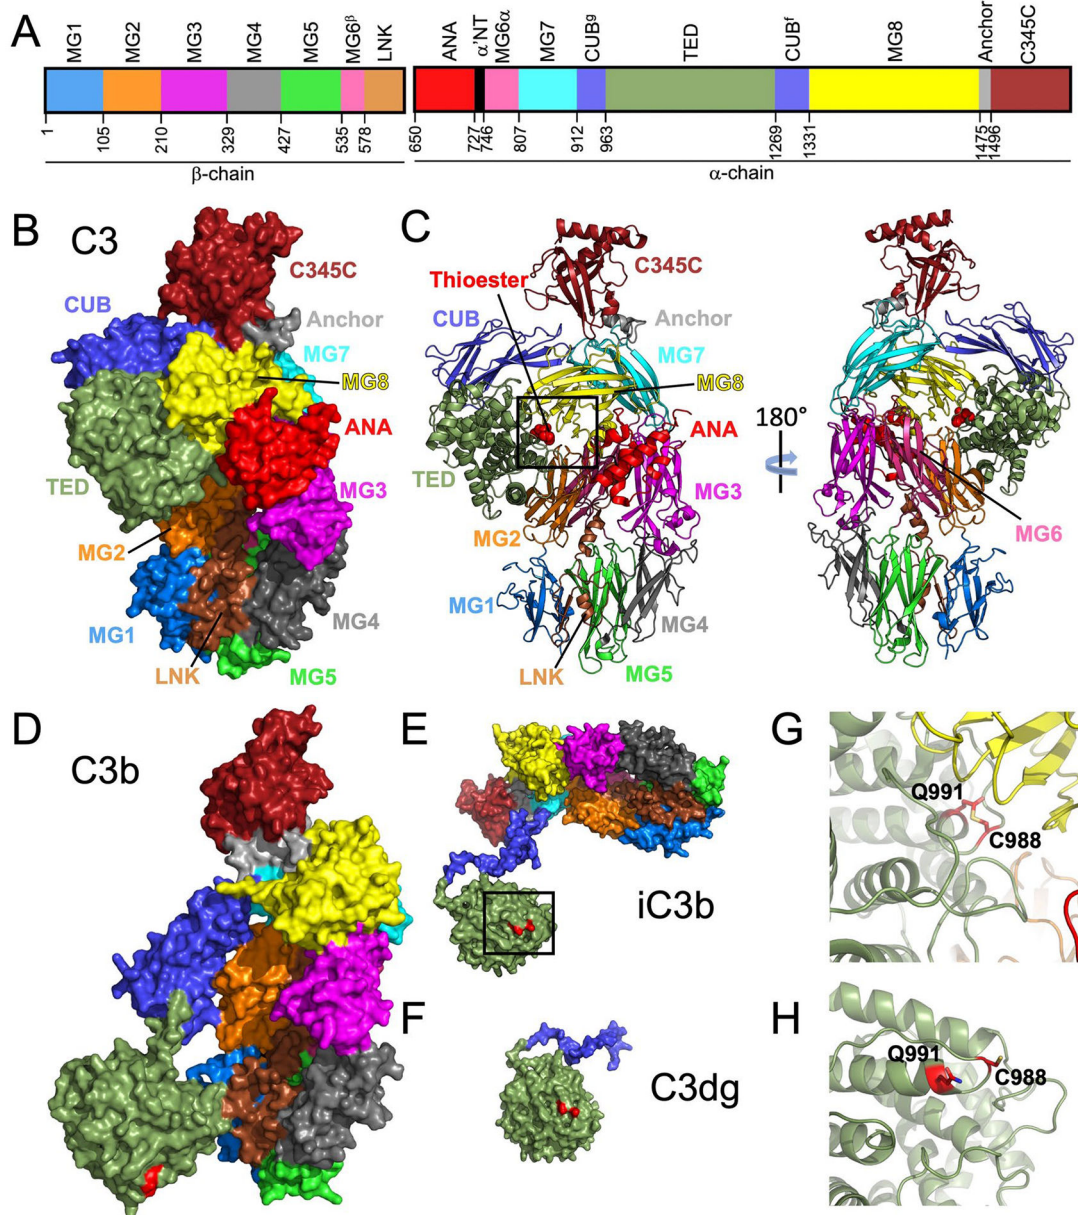 A
MG1 MG2 MG3 MG4 MG5 MG6β LNK ANA α'NT MG6α MG7 CUBg TED CUBf MG8 Anchor C345C
1 105 210 329 427 535 578 650 727 746 807 912 963 1269 1331 1475 1496
β-chain α-chain
B C3
C345C
CUB
Anchor
MG7
MG8
ANA
TED
MG3
MG2
MG1
MG4
LNK
MG5
C
C345C
Thioester
CUB
Anchor
MG7
MG8
ANA
TED
MG3
MG2
MG1
MG4
LNK
MG5
180°
MG6
D
C3b
E
iC3b
F
C3dg
G
Q991
C988
H
Q991
C988